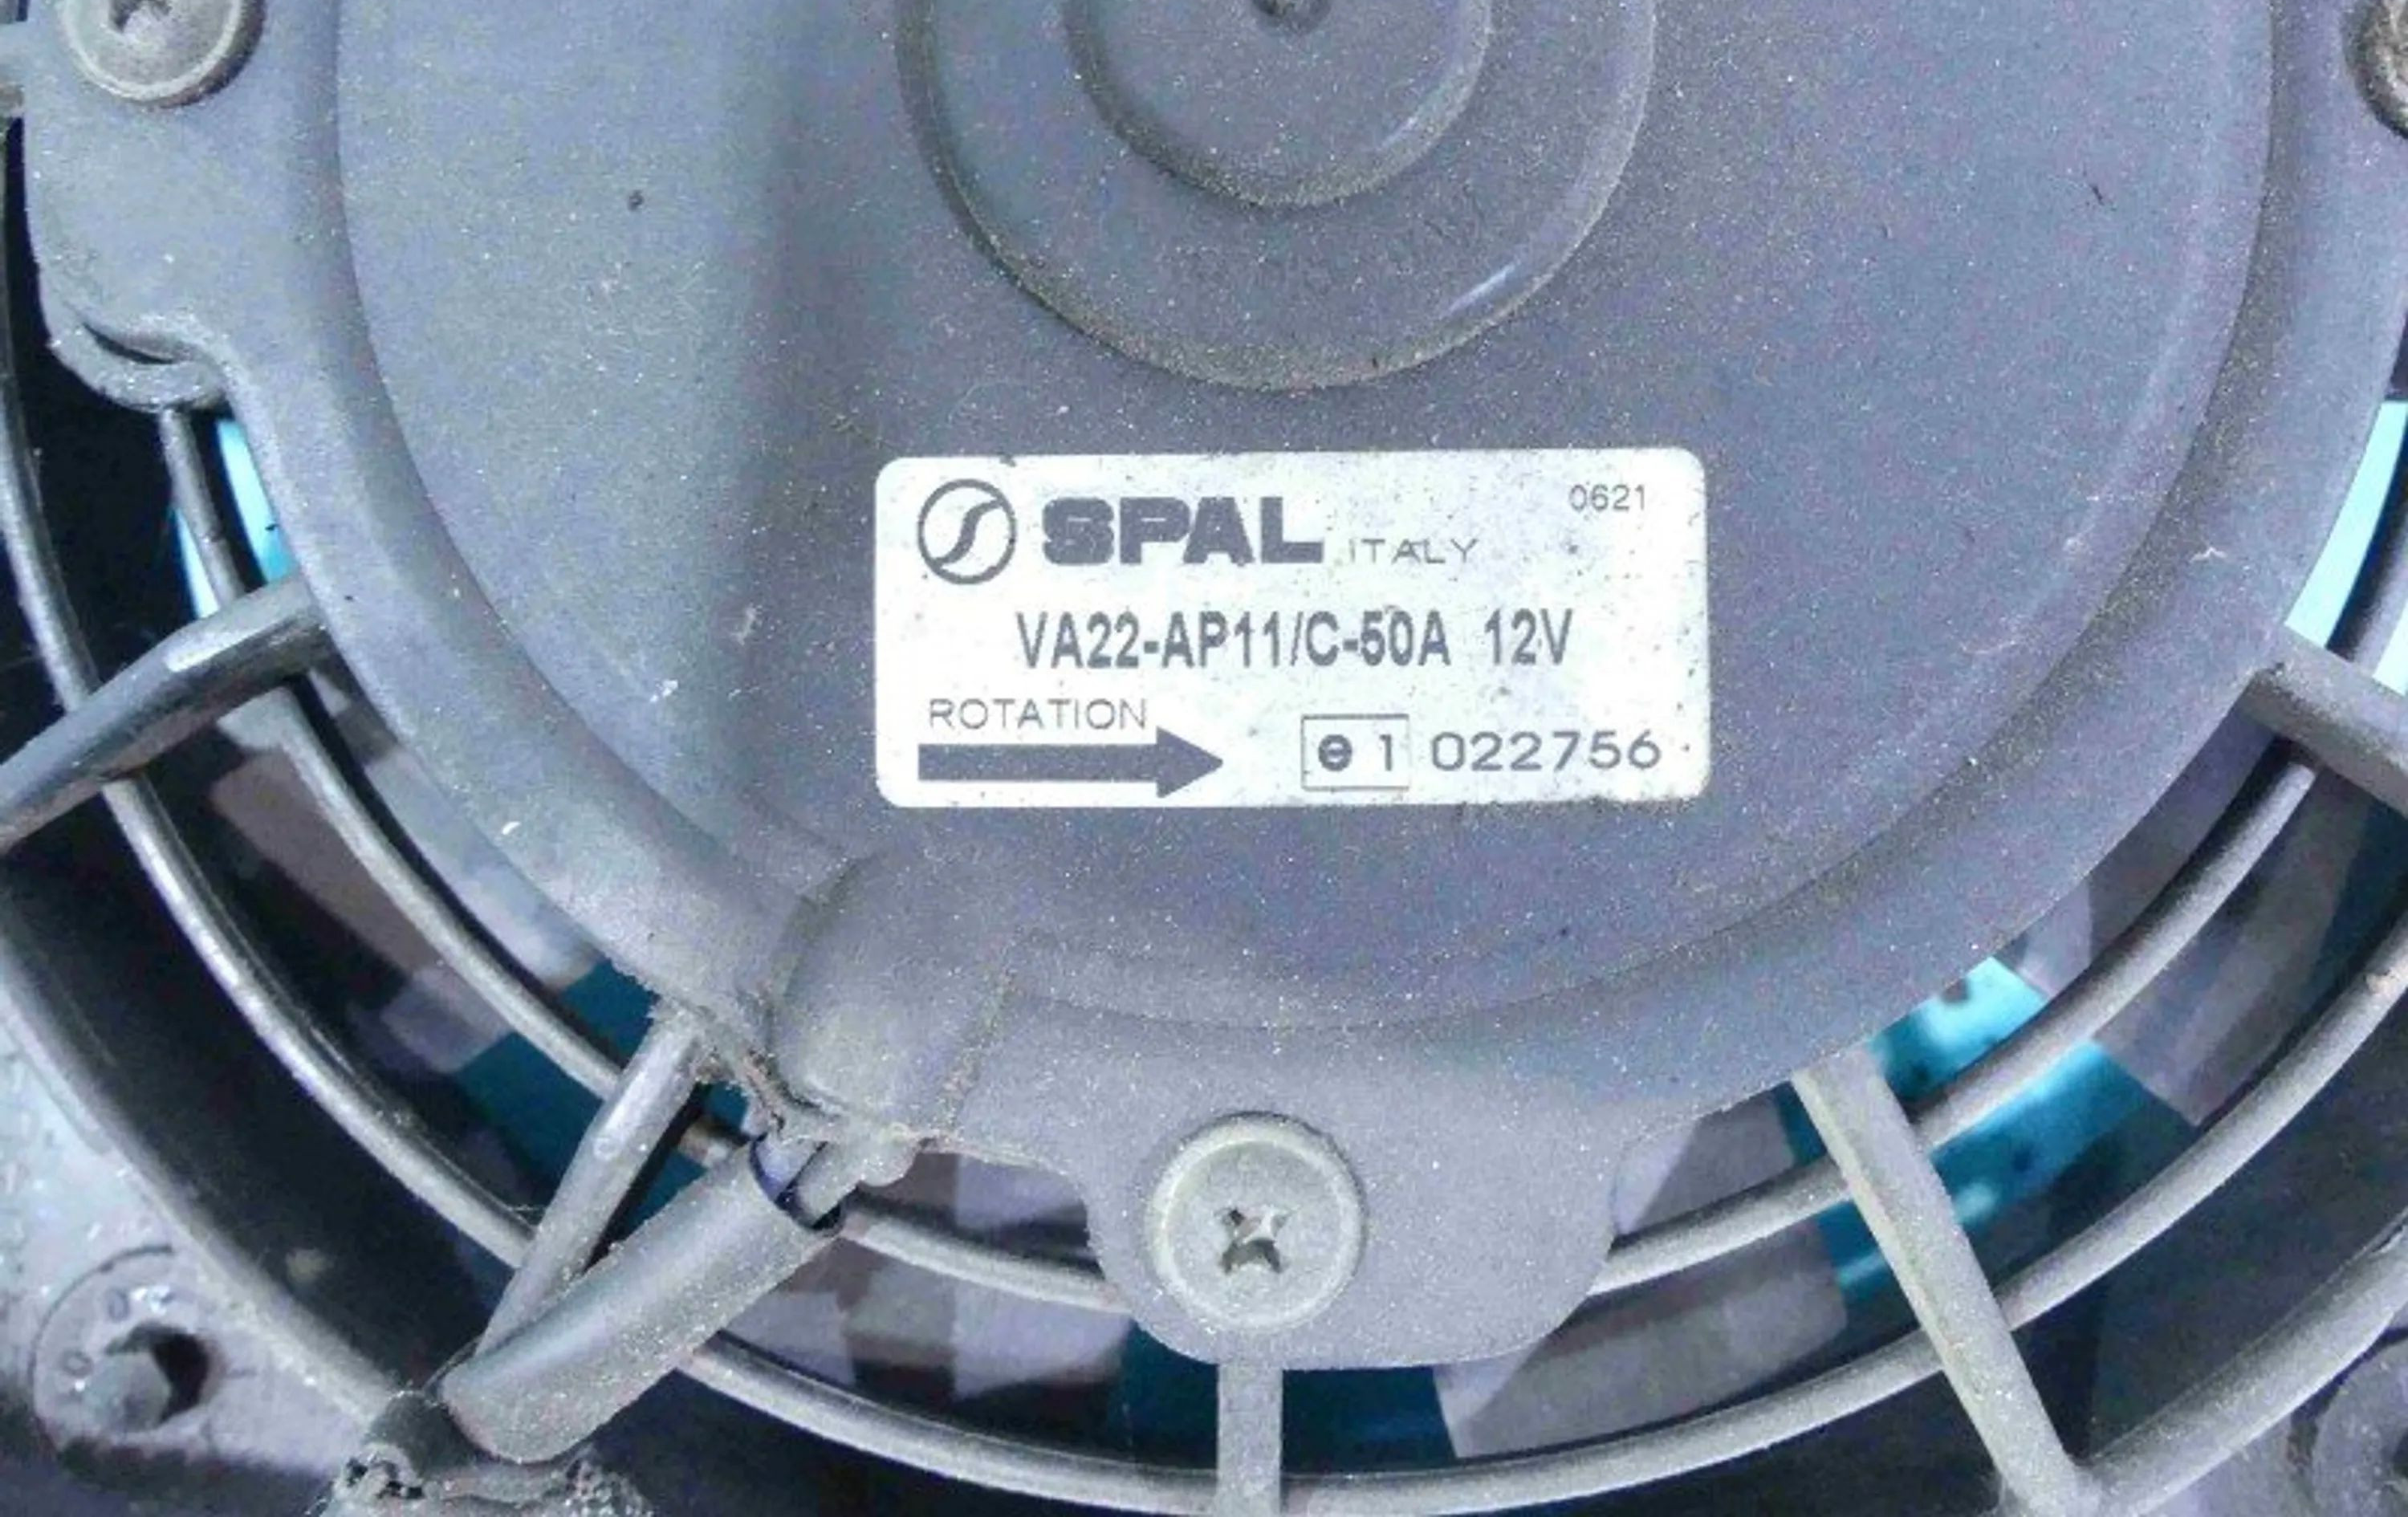 SPAL ITALY 0621
VA22-AP11/C-50A 12V
ROTATION
e 1 022756